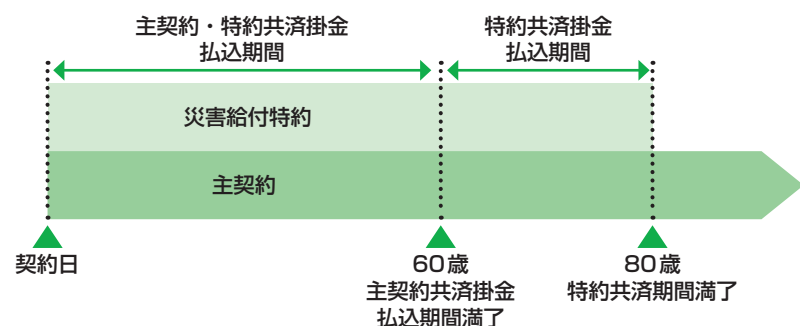 主契約・特約共済掛金
払込期間
特約共済掛金
払込期間
災害給付特約
主契約
契約日
60歳
主契約共済掛金
払込期間満了
80歳
特約共済期間満了